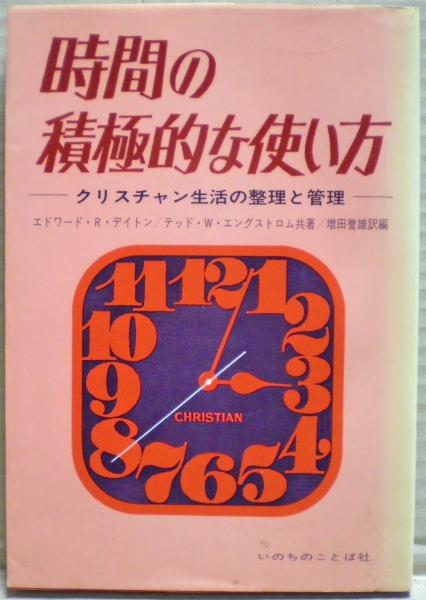 時間の
積極的な使い方
クリスチャン生活の整理と管理
エドワード・R・デイトン/テッド・W・エングストロム共著/増田誉雄訳編
11 12 1
10 2
9 3
CHRISTIAN
8 4
7 6 5
いのちのことば社